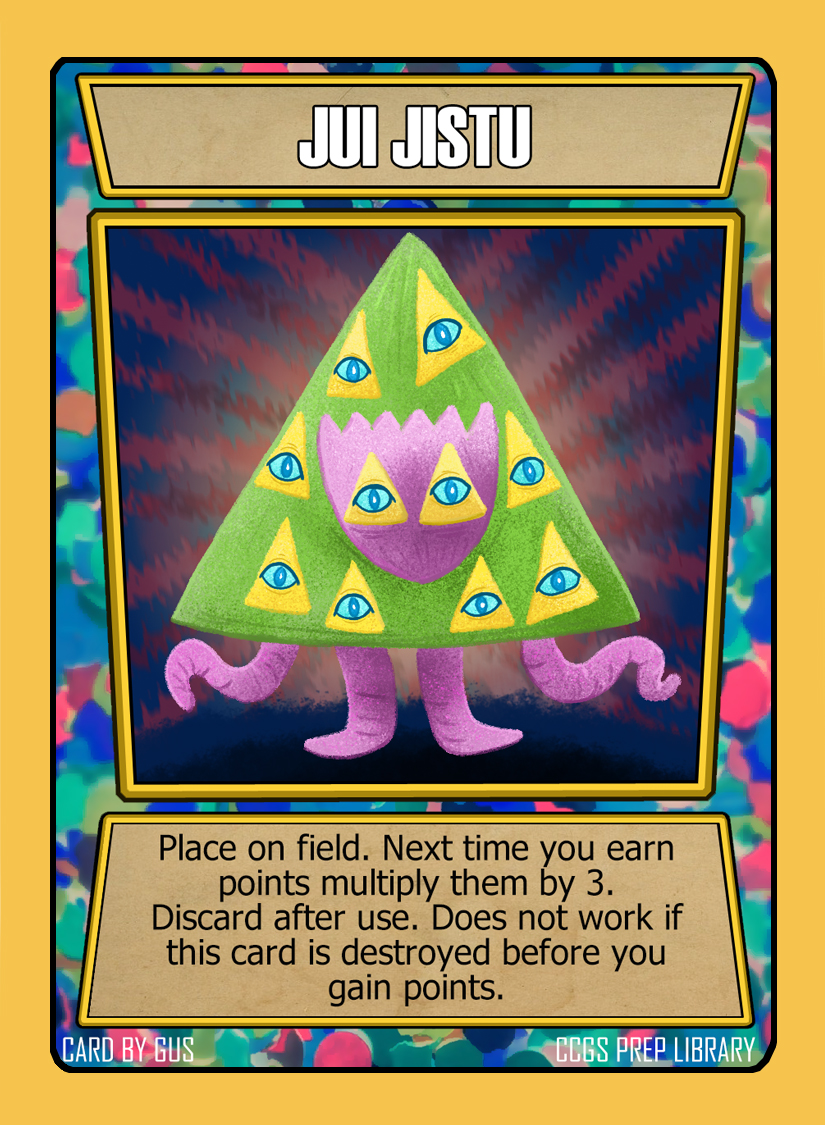 JUI JISTU
Place on field. Next time you earn
points multiply them by 3.
Discard after use. Does not work if
this card is destroyed before you
gain points.
CARD BY GUS
CCGS PREP LIBRARY